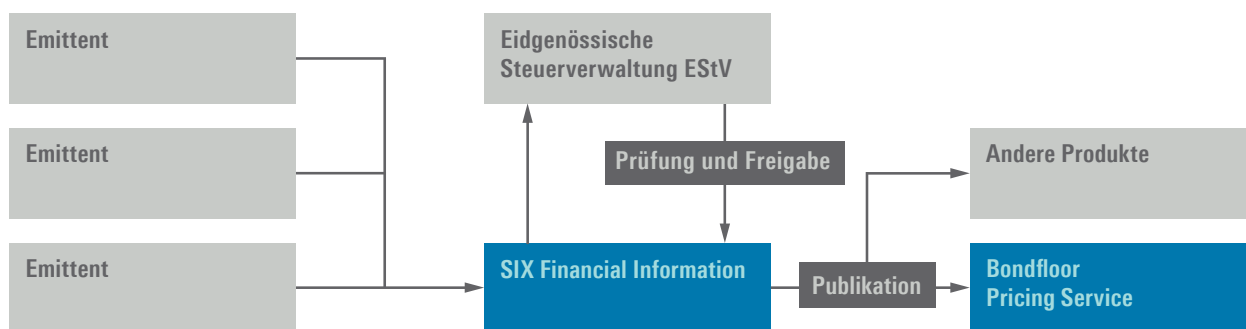 Emittent
Eidgenössische
Steuerverwaltung EStV
Emittent
Prüfung und Freigabe
Andere Produkte
Emittent
SIX Financial Information
Publikation
Bondfloor
Pricing Service